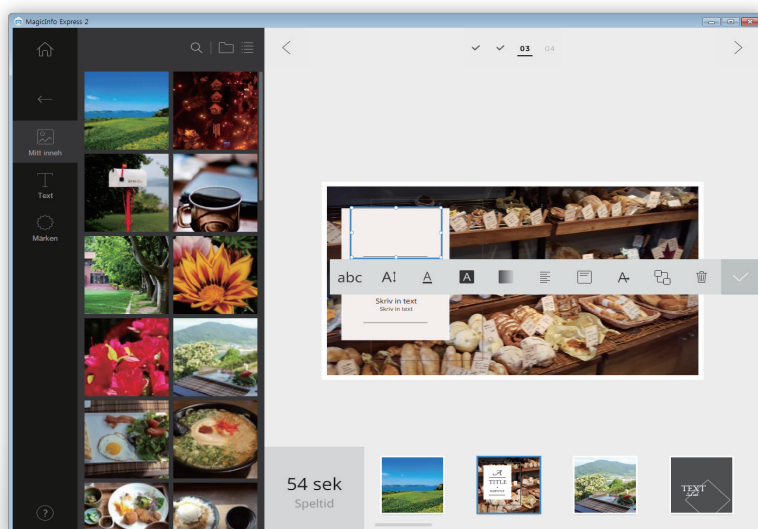 MagicInfo Express 2
03 04
Mitt inneh
Text
Märken
abc A A A A
Skriv in text
Skriv in text
54 sek
Speltid
A
TITLE
TEXT
?